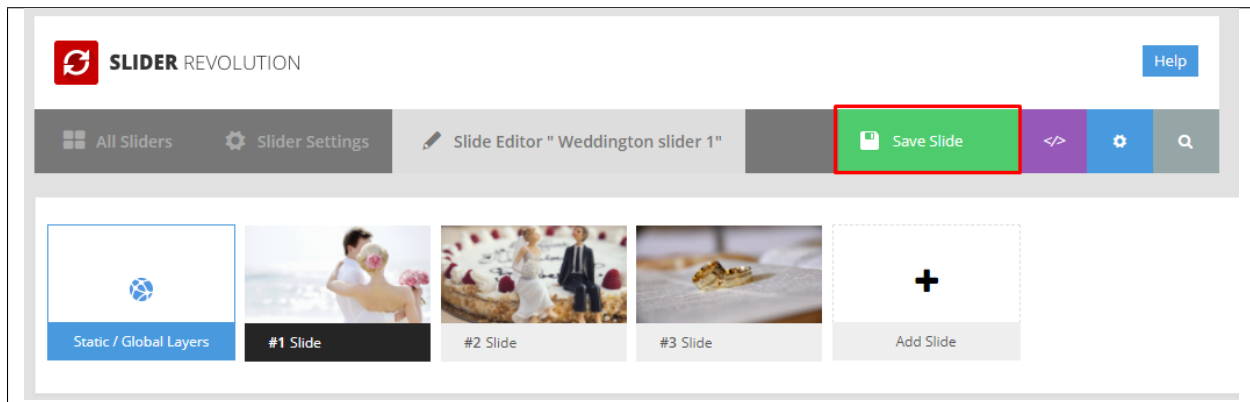 SLIDER REVOLUTION
Help
All Sliders
Slider Settings
Slide Editor " Weddington slider 1"
Save Slide
</>
Static / Global Layers
#1 Slide
#2 Slide
#3 Slide
Add Slide